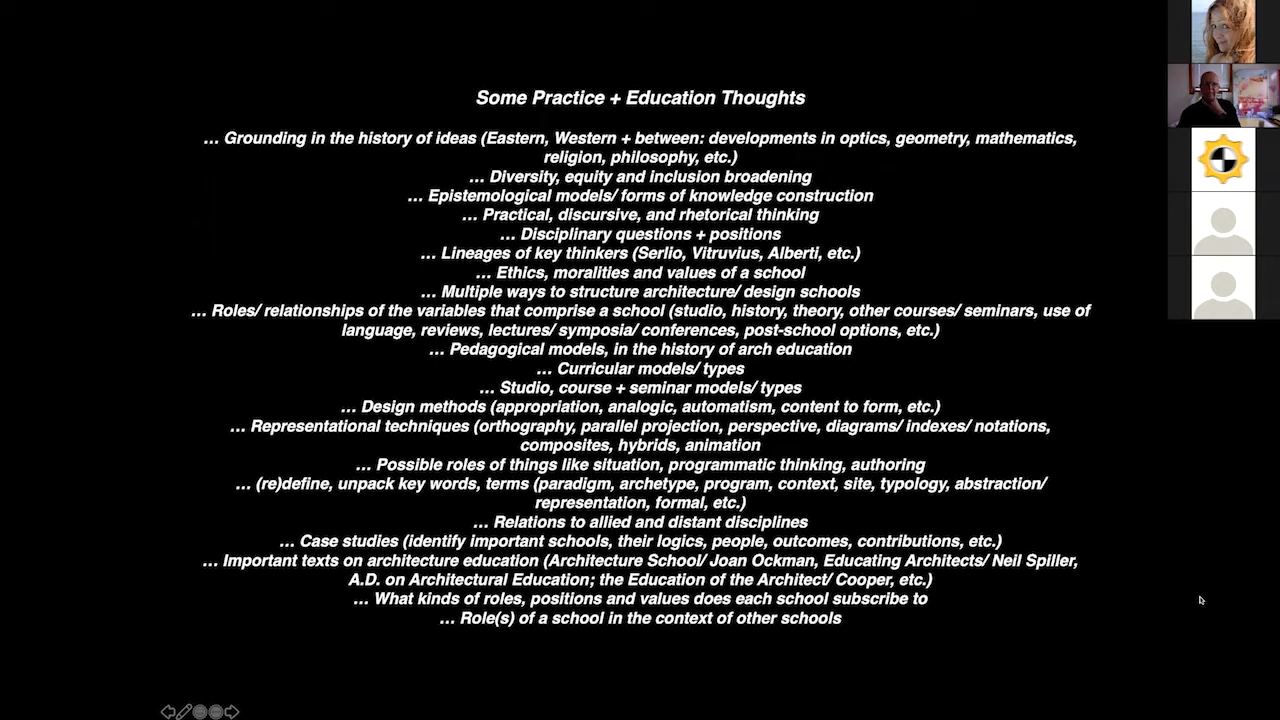 Some Practice + Education Thoughts
... Grounding in the history of ideas (Eastern, Western + between: developments in optics, geometry, mathematics,
religion, philosophy, etc.)
... Diversity, equity and inclusion broadening
... Epistemological models/ forms of knowledge construction
... Practical, discursive, and rhetorical thinking
... Disciplinary questions + positions
... Lineages of key thinkers (Serlio, Vitruvius, Alberti, etc.)
... Ethics, moralities and values of a school
... Multiple ways to structure architecture/ design schools
... Roles/ relationships of the variables that comprise a school (studio, history, theory, other courses/ seminars, use of
language, reviews, lectures/ symposia/ conferences, post-school options, etc.)
... Pedagogical models, in the history of arch education
... Curricular models/ types
... Studio, course + seminar models/ types
... Design methods (appropriation, analogic, automatism, content to form, etc.)
... Representational techniques (orthography, parallel projection, perspective, diagrams/ indexes/ notations,
composites, hybrids, animation
... Possible roles of things like situation, programmatic thinking, authoring
... (re)define, unpack key words, terms (paradigm, archetype, program, context, site, typology, abstraction/
representation, formal, etc.)
... Relations to allied and distant disciplines
... Case studies (identify important schools, their logics, people, outcomes, contributions, etc.)
... Important texts on architecture education (Architecture School/ Joan Ockman, Educating Architects/ Neil Spiller,
A.D. on Architectural Education; the Education of the Architect/ Cooper, etc.)
... What kinds of roles, positions and values does each school subscribe to
... Role(s) of a school in the context of other schools